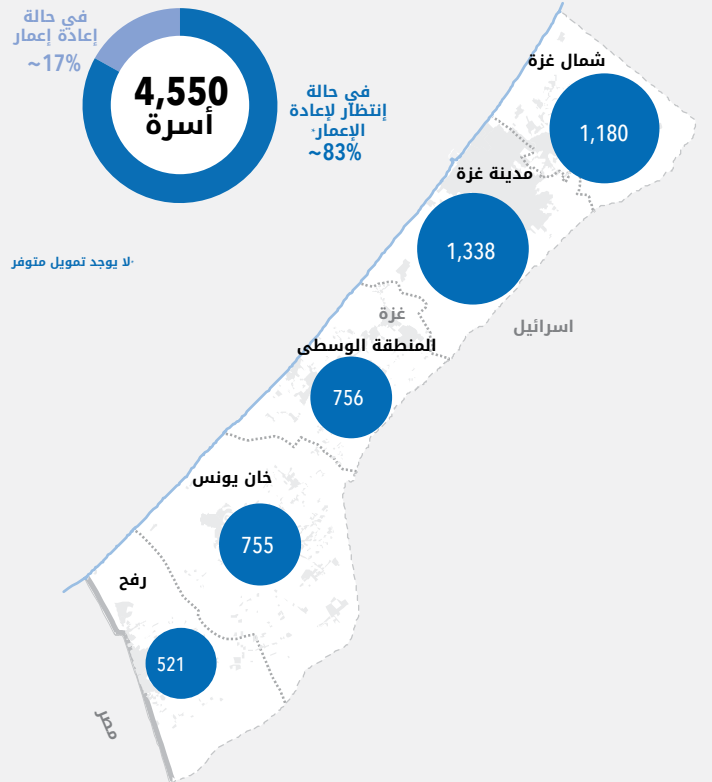 في حالة
إعادة إعمار
~17%
4,550
أسرة
في حالة
إنتظار لإعادة
الإعمار*
~83%
*لا يوجد تمويل متوفر
شمال غزة
1,180
مدينة غزة
1,338
غزة
اسرائيل
المنطقة الوسطى
756
خان يونس
755
رفح
521
مصر